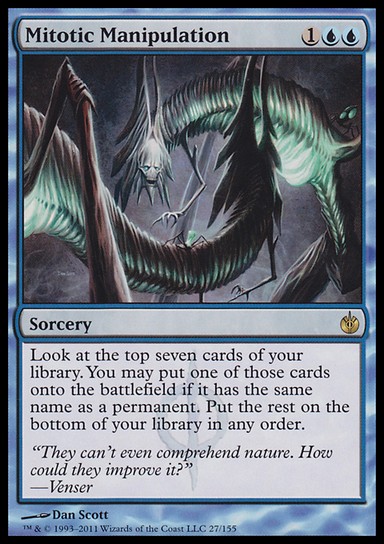 Mitotic Manipulation 1
Sorcery
Look at the top seven cards of your
library. You may put one of those cards
onto the battlefield if it has the same
name as a permanent. Put the rest on the
bottom of your library in any order.
“They can’t even comprehend nature. How
could they improve it?”
—Venser
Dan Scott
™ & © 1993–2011 Wizards of the Coast LLC 27/155